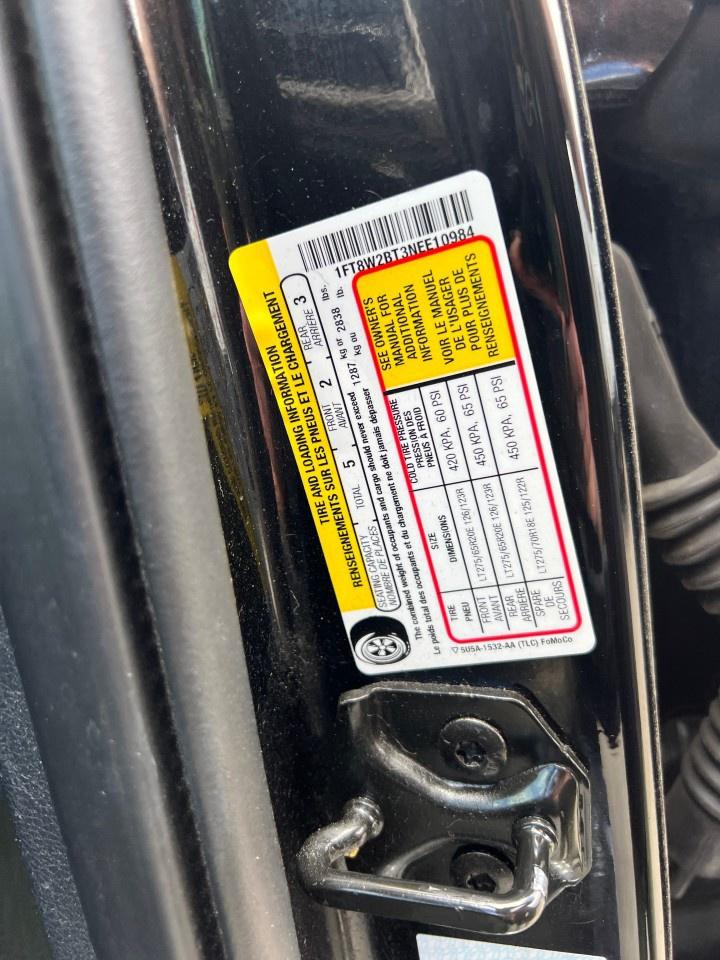 1FT8W2BT3NEE10984
TIRE AND LOADING INFORMATION
RENSEIGNEMENTS SUR LES PNEUS ET LE CHARGEMENT
SEATING CAPACITY
NOMBRE DE PLACES
TOTAL 5
FRONT
AVANT 2
REAR
ARRIÈRE 3
The combined weight of occupants and cargo should never exceed 1287 kg or 2838 lbs.
Le poids total des occupants et du chargement ne doit jamais dépasser kg ou lb.
TIRE SIZE COLD TIRE PRESSURE
PNEU DIMENSIONS PRESSION DES
PNEUS À FROID
FRONT
AVANT LT275/65R20E 126/123R 420 KPA, 60 PSI
REAR
ARRIERE LT275/65R20E 126/123R 450 KPA, 65 PSI
SPARE
DE
SECOURS LT275/70R18E 125/122R 450 KPA, 65 PSI
SEE OWNER'S
MANUAL FOR
ADDITIONAL
INFORMATION
VOIR LE MANUEL
DE L'USAGER
POUR PLUS DE
RENSEIGNEMENTS
5U5A-1532-AA (TLC) FoMoCo